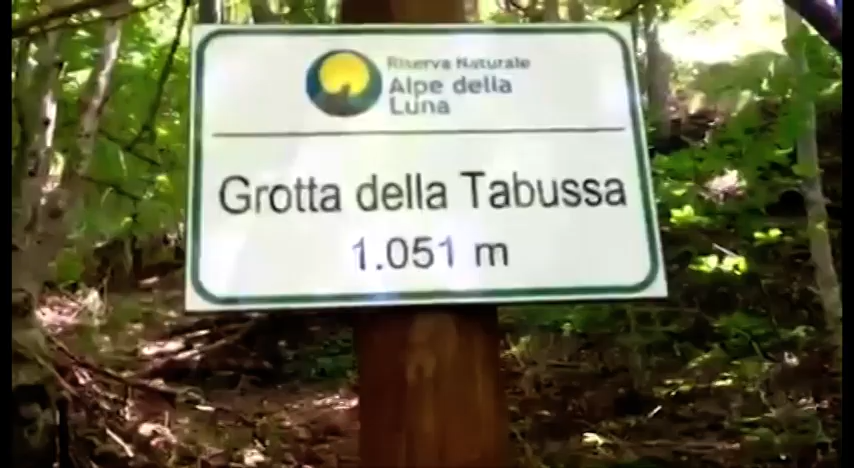 Riserva Naturale
Alpe della
Luna
Grotta della Tabussa
1.051 m